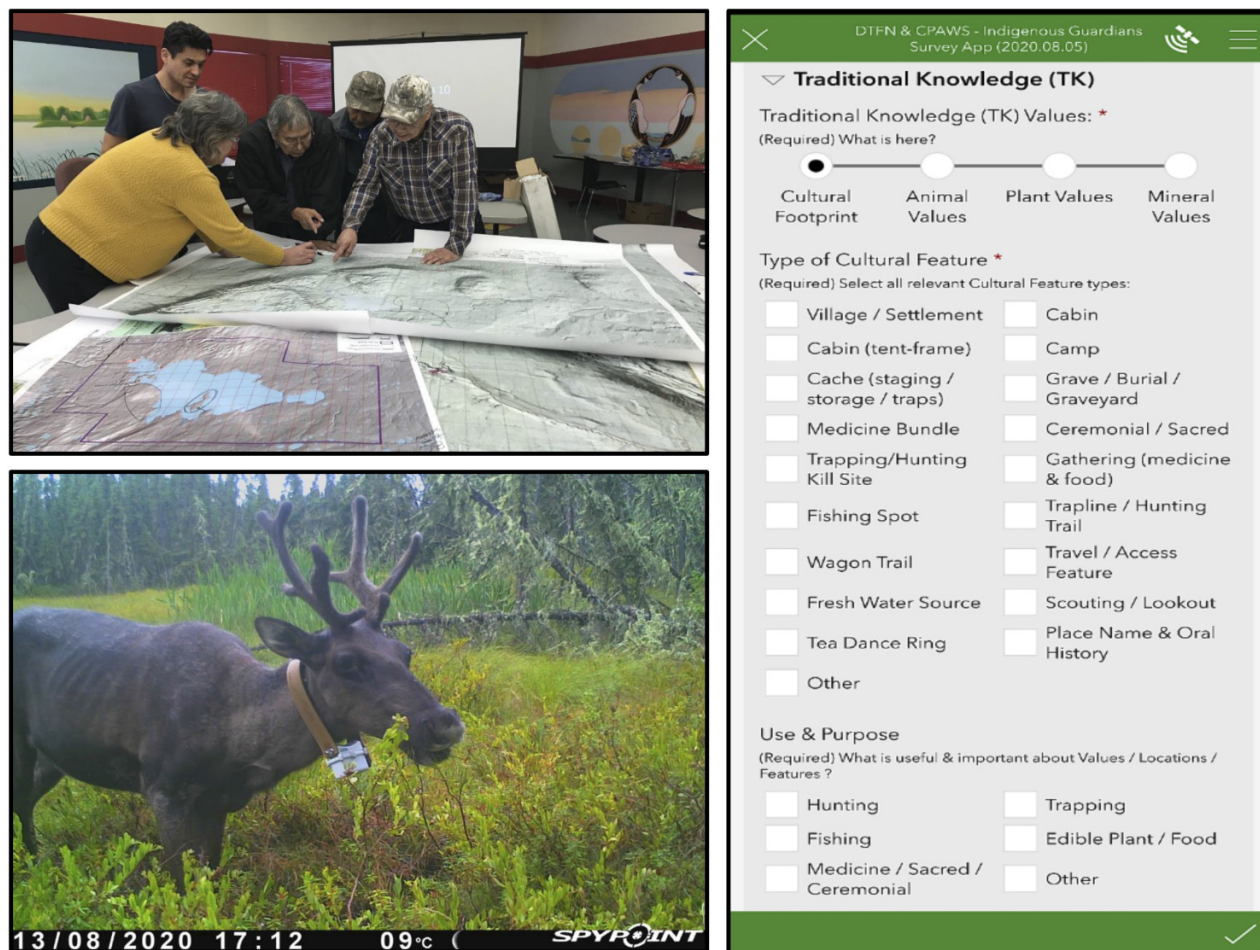 10
13/08/2020 17:12 09°C ( SPYPOINT
DTFN & CPAWS - Indigenous Guardians
Survey App (2020.08.05)
Traditional Knowledge (TK)
Traditional Knowledge (TK) Values: *
(Required) What is here?
Cultural Footprint
Animal Values
Plant Values
Mineral Values
Type of Cultural Feature *
(Required) Select all relevant Cultural Feature types:
Village / Settlement
Cabin
Cabin (tent-frame)
Camp
Cache (staging /
storage / traps)
Grave / Burial /
Graveyard
Medicine Bundle
Ceremonial / Sacred
Trapping/Hunting
Kill Site
Gathering (medicine
& food)
Fishing Spot
Trapline / Hunting
Trail
Wagon Trail
Travel / Access
Feature
Fresh Water Source
Scouting / Lookout
Tea Dance Ring
Place Name & Oral
History
Other
Use & Purpose
(Required) What is useful & important about Values / Locations /
Features ?
Hunting
Trapping
Fishing
Edible Plant / Food
Medicine / Sacred /
Ceremonial
Other